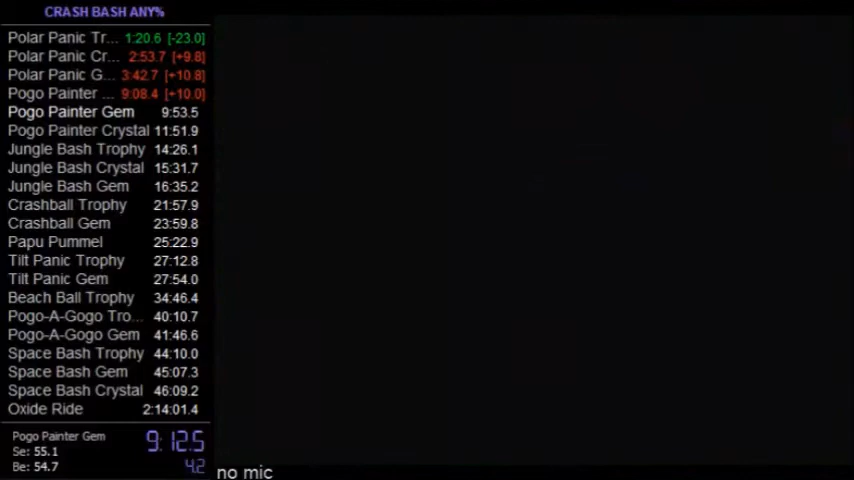 CRASH BASH ANY%
Polar Panic Tr... 1:20.6 [-23.0]
Polar Panic Cr... 2:53.7 [+9.8]
Polar Panic G... 3:42.7 [+10.8]
Pogo Painter ... 9:08.4 [+10.0]
Pogo Painter Gem 9:53.5
Pogo Painter Crystal 11:51.9
Jungle Bash Trophy 14:26.1
Jungle Bash Crystal 15:31.7
Jungle Bash Gem 16:35.2
Crashball Trophy 21:57.9
Crashball Gem 23:59.8
Papu Pummel 25:22.9
Tilt Panic Trophy 27:12.8
Tilt Panic Gem 27:54.0
Beach Ball Trophy 34:46.4
Pogo-A-Gogo Tro... 40:10.7
Pogo-A-Gogo Gem 41:46.6
Space Bash Trophy 44:10.0
Space Bash Gem 45:07.3
Space Bash Crystal 46:09.2
Oxide Ride 2:14:01.4
Pogo Painter Gem 9:12.5
Se: 55.1
Be: 54.7 4.2
no mic